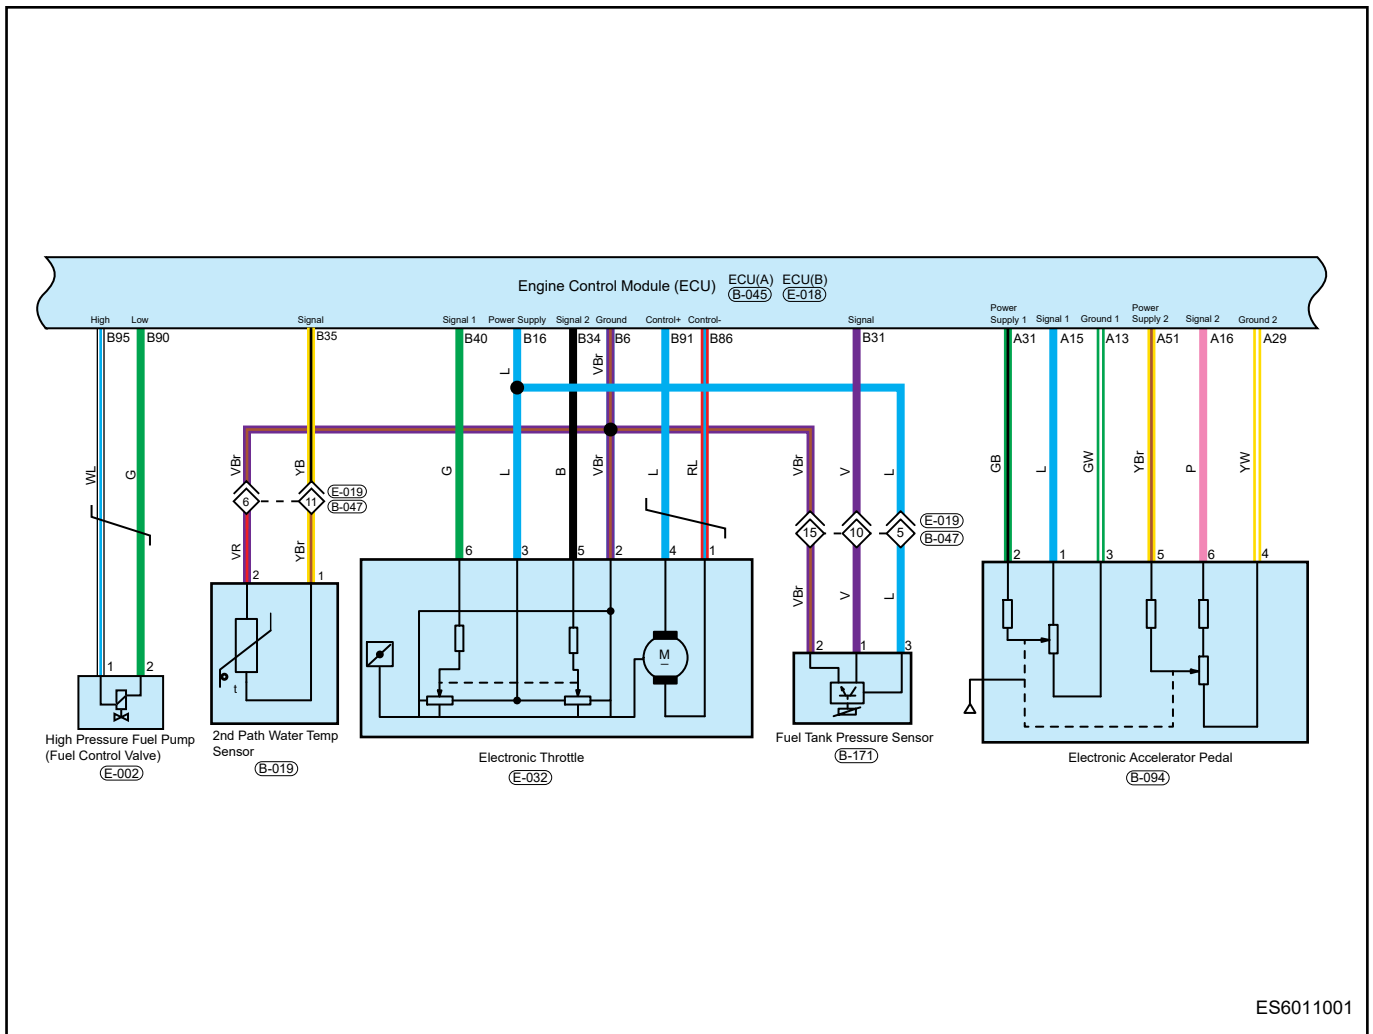 Engine Control Module (ECU)
ECU(A) ECU(B)
B-045 E-018
High Low Signal Signal 1 Power Supply Signal 2 Ground Control+ Control- Signal Power Supply 1 Signal 1 Ground 1 Power Supply 2 Signal 2 Ground 2
B95 B90 B35 B40 B16 B34 B6 B91 B86 B31 A31 A15 A13 A51 A16 A29
L VBr
WL G VBr YB G L B VBr L RL VBr V L GB L GW YBr P YW
6 11 E-019
B-047
15 10 5 E-019
B-047
VR YBr
VBr V L
2 1
6 3 5 2 4 1
2 1 3 5 6 4
1 2
2 1 3
M
t
High Pressure Fuel Pump
(Fuel Control Valve)
E-002
2nd Path Water Temp
Sensor
B-019
Electronic Throttle
E-032
Fuel Tank Pressure Sensor
B-171
Electronic Accelerator Pedal
B-094
ES6011001